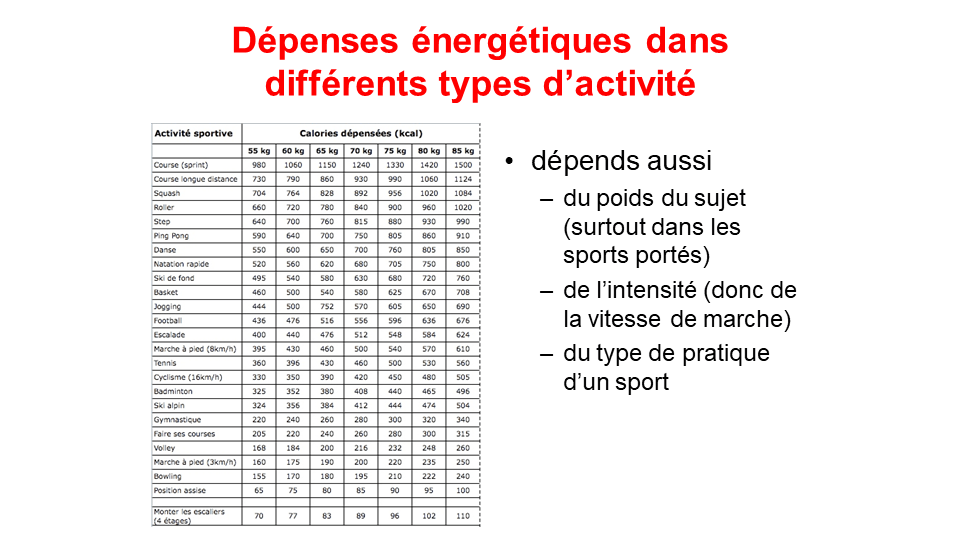 Dépenses énergétiques dans
différents types d’activité
Activité sportive Calories dépensées (kcal)
55 kg 60 kg 65 kg 70 kg 75 kg 80 kg 85 kg
Course (sprint) 980 1060 1150 1240 1330 1420 1500
Course longue distance 730 790 860 930 990 1060 1124
Squash 704 764 828 892 956 1020 1084
Roller 660 720 780 840 900 960 1020
Step 640 700 760 815 880 930 990
Ping Pong 590 640 700 750 805 860 910
Danse 550 600 650 700 760 805 850
Natation rapide 520 560 620 680 705 750 800
Ski de fond 495 540 580 630 680 720 760
Basket 460 500 540 580 625 670 708
Jogging 444 500 752 570 605 650 690
Football 436 476 516 556 596 636 676
Escalade 400 440 476 512 548 584 624
Marche à pied (8km/h) 395 430 460 500 540 570 610
Tennis 360 396 430 460 500 530 560
Cyclisme (16km/h) 330 350 390 420 450 480 505
Badminton 325 352 380 408 440 465 496
Ski alpin 324 356 384 412 444 474 504
Gymnastique 220 240 260 280 300 320 340
Faire ses courses 205 220 240 260 280 300 315
Volley 168 184 200 216 232 248 260
Marche à pied (3km/h) 160 175 190 200 220 235 250
Bowling 155 170 180 195 210 222 240
Position assise 65 75 80 85 90 95 100
Monter les escaliers
(4 étages) 70 77 83 89 96 102 110
• dépends aussi
– du poids du sujet
(surtout dans les
sports portés)
– de l’intensité (donc de
la vitesse de marche)
– du type de pratique
d’un sport